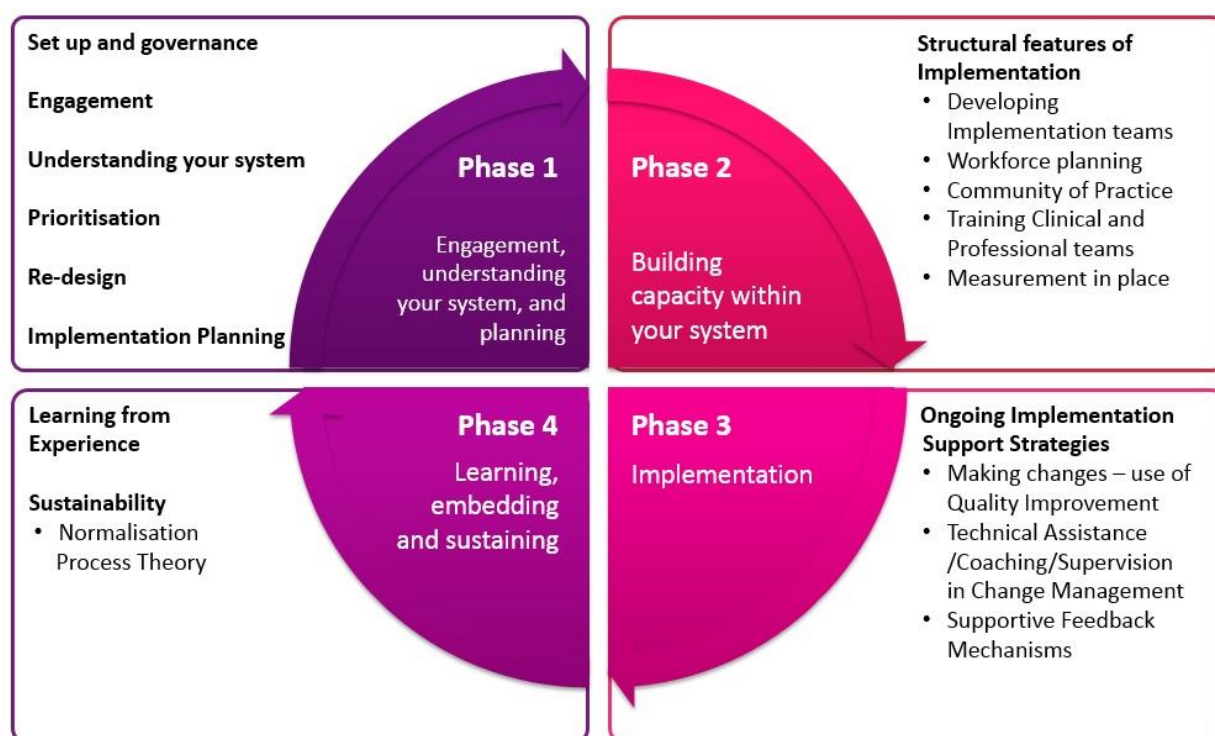 Set up and governance
Engagement
Understanding your system
Prioritisation
Re-design
Implementation Planning
Phase 1
Engagement,
understanding
your system, and
planning
Phase 2
Building
capacity within
your system
Structural features of
Implementation
• Developing
Implementation teams
• Workforce planning
• Community of Practice
• Training Clinical and
Professional teams
• Measurement in place
Learning from
Experience
Sustainability
• Normalisation
Process Theory
Phase 4
Learning,
embedding
and sustaining
Phase 3
Implementation
Ongoing Implementation
Support Strategies
• Making changes – use of
Quality Improvement
• Technical Assistance
/Coaching/Supervision
in Change Management
• Supportive Feedback
Mechanisms